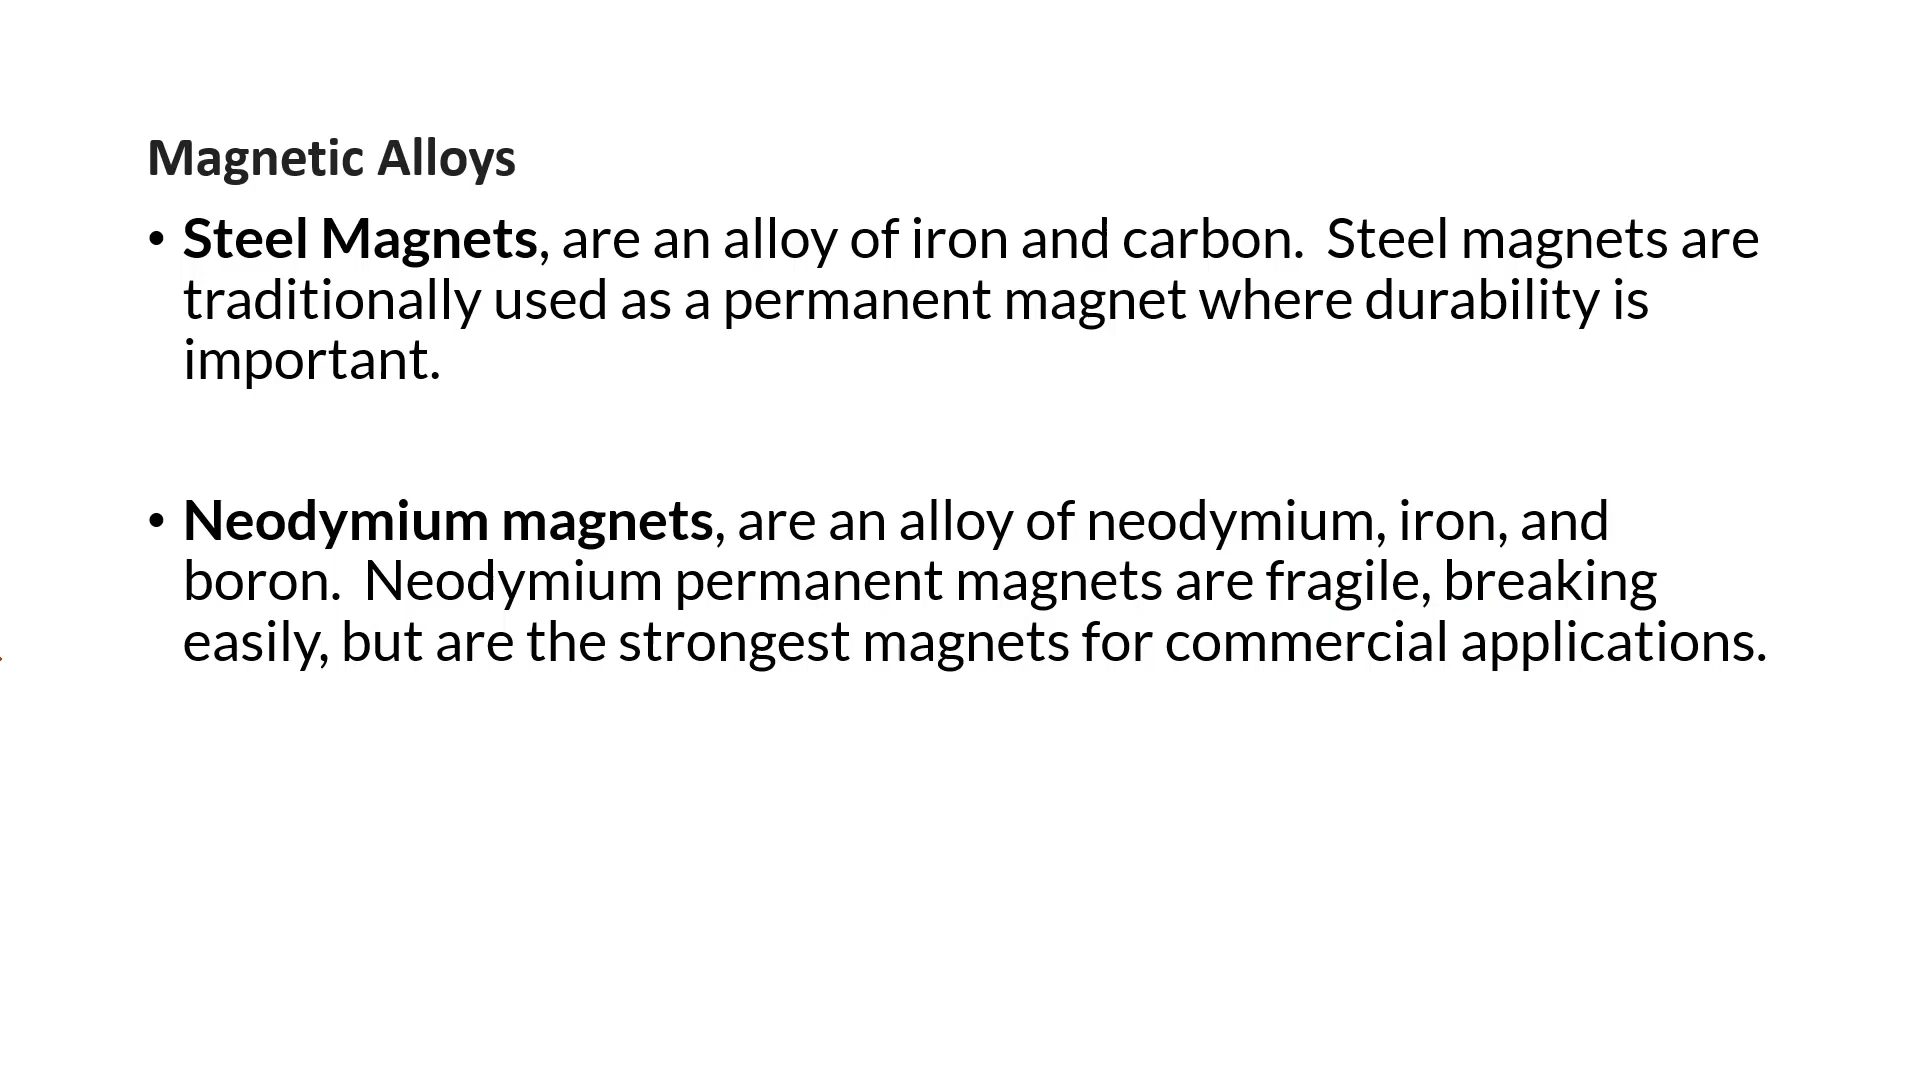 Magnetic Alloys
• Steel Magnets, are an alloy of iron and carbon.  Steel magnets are
traditionally used as a permanent magnet where durability is
important.
• Neodymium magnets, are an alloy of neodymium, iron, and
boron.  Neodymium permanent magnets are fragile, breaking
easily, but are the strongest magnets for commercial applications.